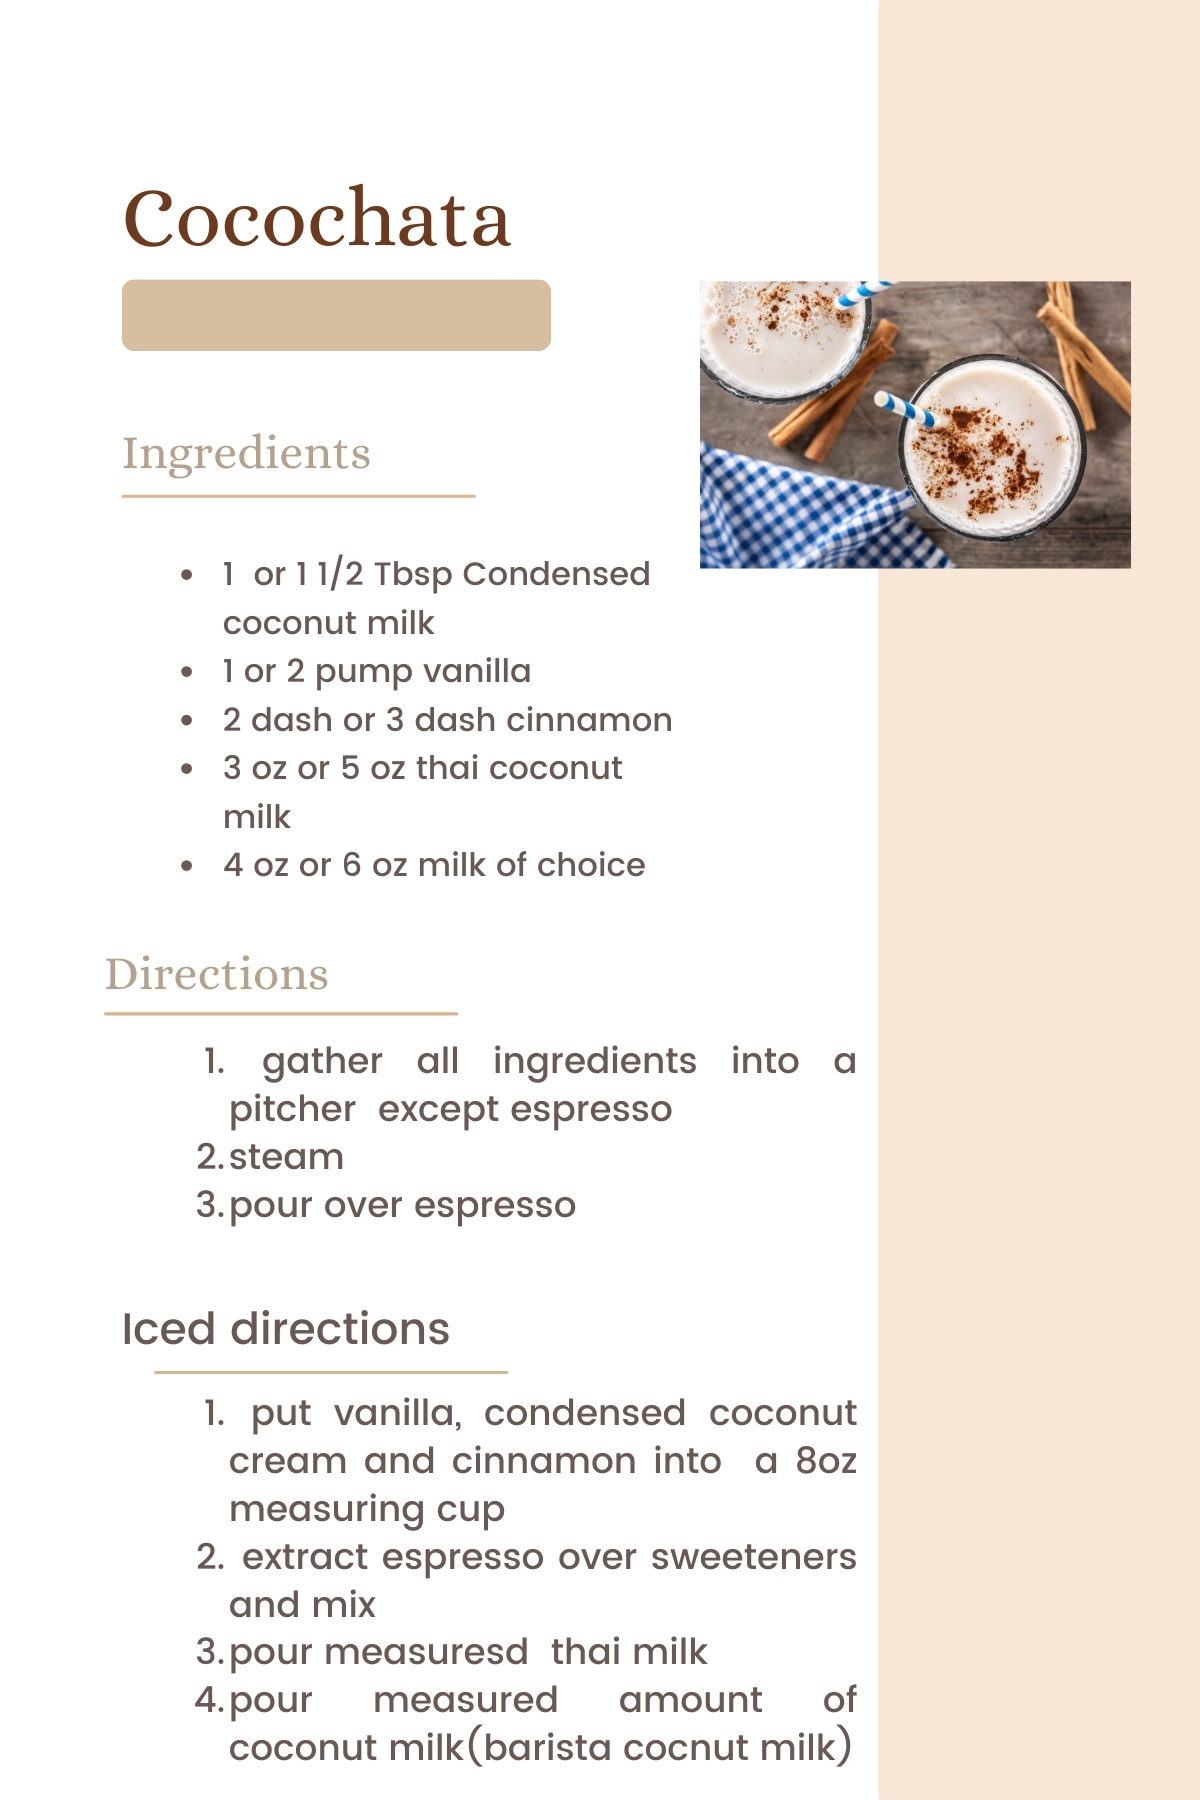 Cocochata
Ingredients
• 1  or 1 1/2 Tbsp Condensed
coconut milk
• 1 or 2 pump vanilla
• 2 dash or 3 dash cinnamon
• 3 oz or 5 oz thai coconut
milk
• 4 oz or 6 oz milk of choice
Directions
1. gather all ingredients into a
pitcher  except espresso
2. steam
3. pour over espresso
Iced directions
1. put vanilla, condensed coconut
cream and cinnamon into  a 8oz
measuring cup
2. extract espresso over sweeteners
and mix
3. pour measuresd  thai milk
4. pour measured amount of
coconut milk(barista cocnut milk)